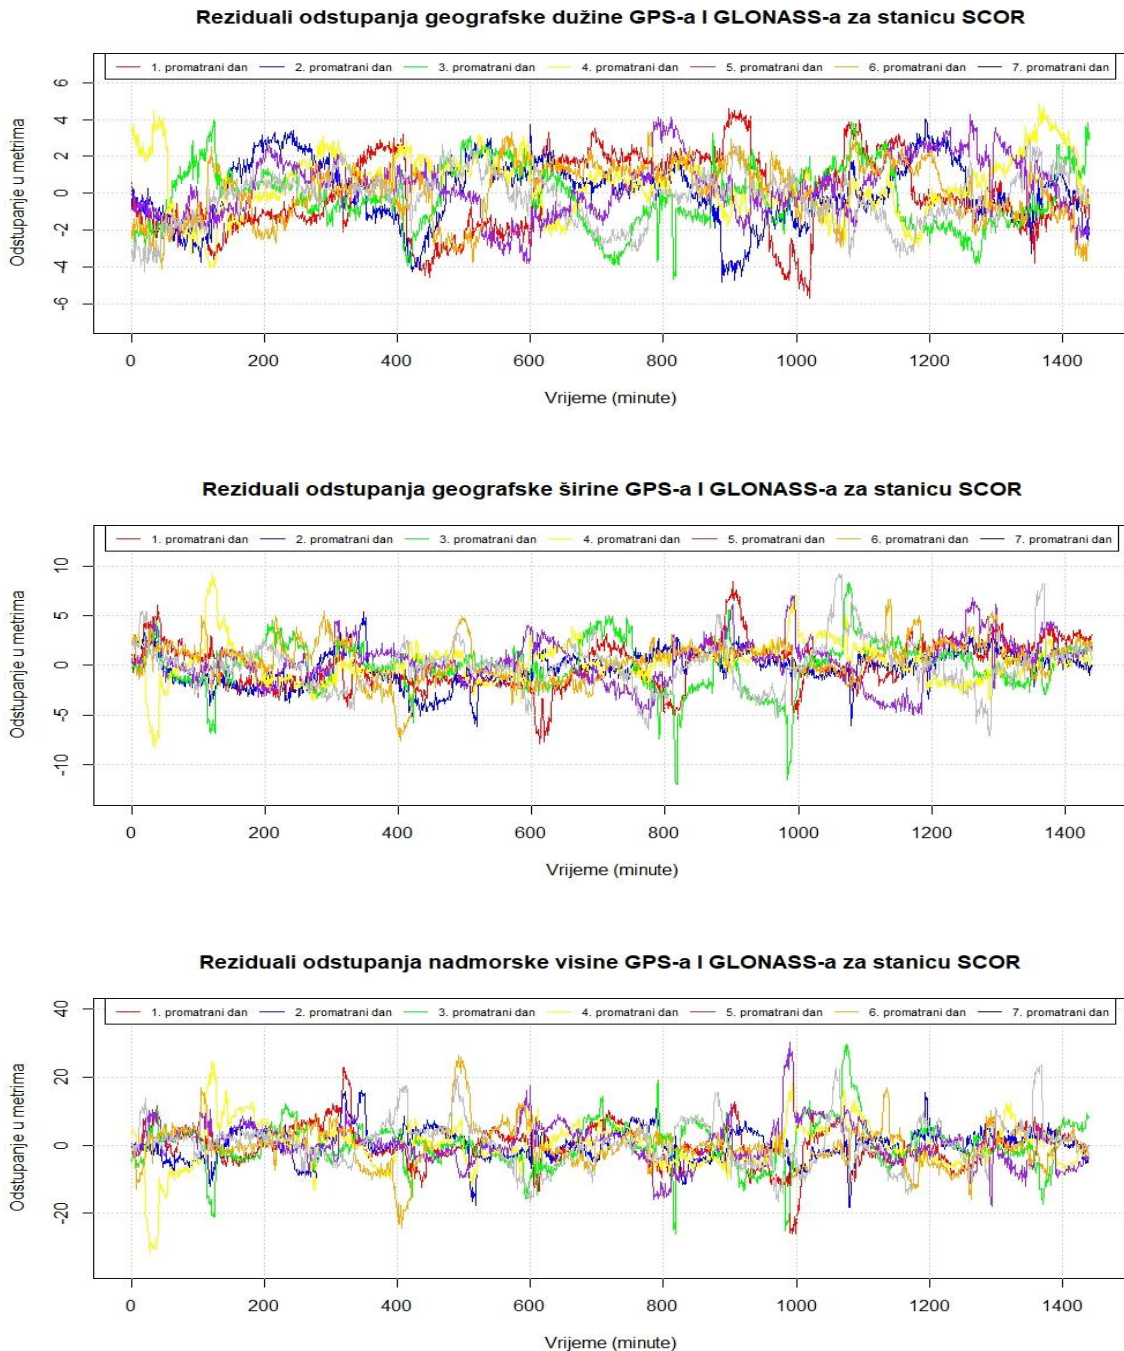 Reziduali odstupanja geografske dužine GPS-a I GLONASS-a za stanicu SCOR
1. promatrani dan 2. promatrani dan 3. promatrani dan 4. promatrani dan 5. promatrani dan 6. promatrani dan 7. promatrani dan
Odstupanje u metrima
6
4
2
0
-2
-4
-6
0 200 400 600 800 1000 1200 1400
Vrijeme (minute)
Reziduali odstupanja geografske širine GPS-a I GLONASS-a za stanicu SCOR
1. promatrani dan 2. promatrani dan 3. promatrani dan 4. promatrani dan 5. promatrani dan 6. promatrani dan 7. promatrani dan
Odstupanje u metrima
10
5
0
-5
-10
0 200 400 600 800 1000 1200 1400
Vrijeme (minute)
Reziduali odstupanja nadmorske visine GPS-a I GLONASS-a za stanicu SCOR
1. promatrani dan 2. promatrani dan 3. promatrani dan 4. promatrani dan 5. promatrani dan 6. promatrani dan 7. promatrani dan
Odstupanje u metrima
40
20
0
-20
0 200 400 600 800 1000 1200 1400
Vrijeme (minute)